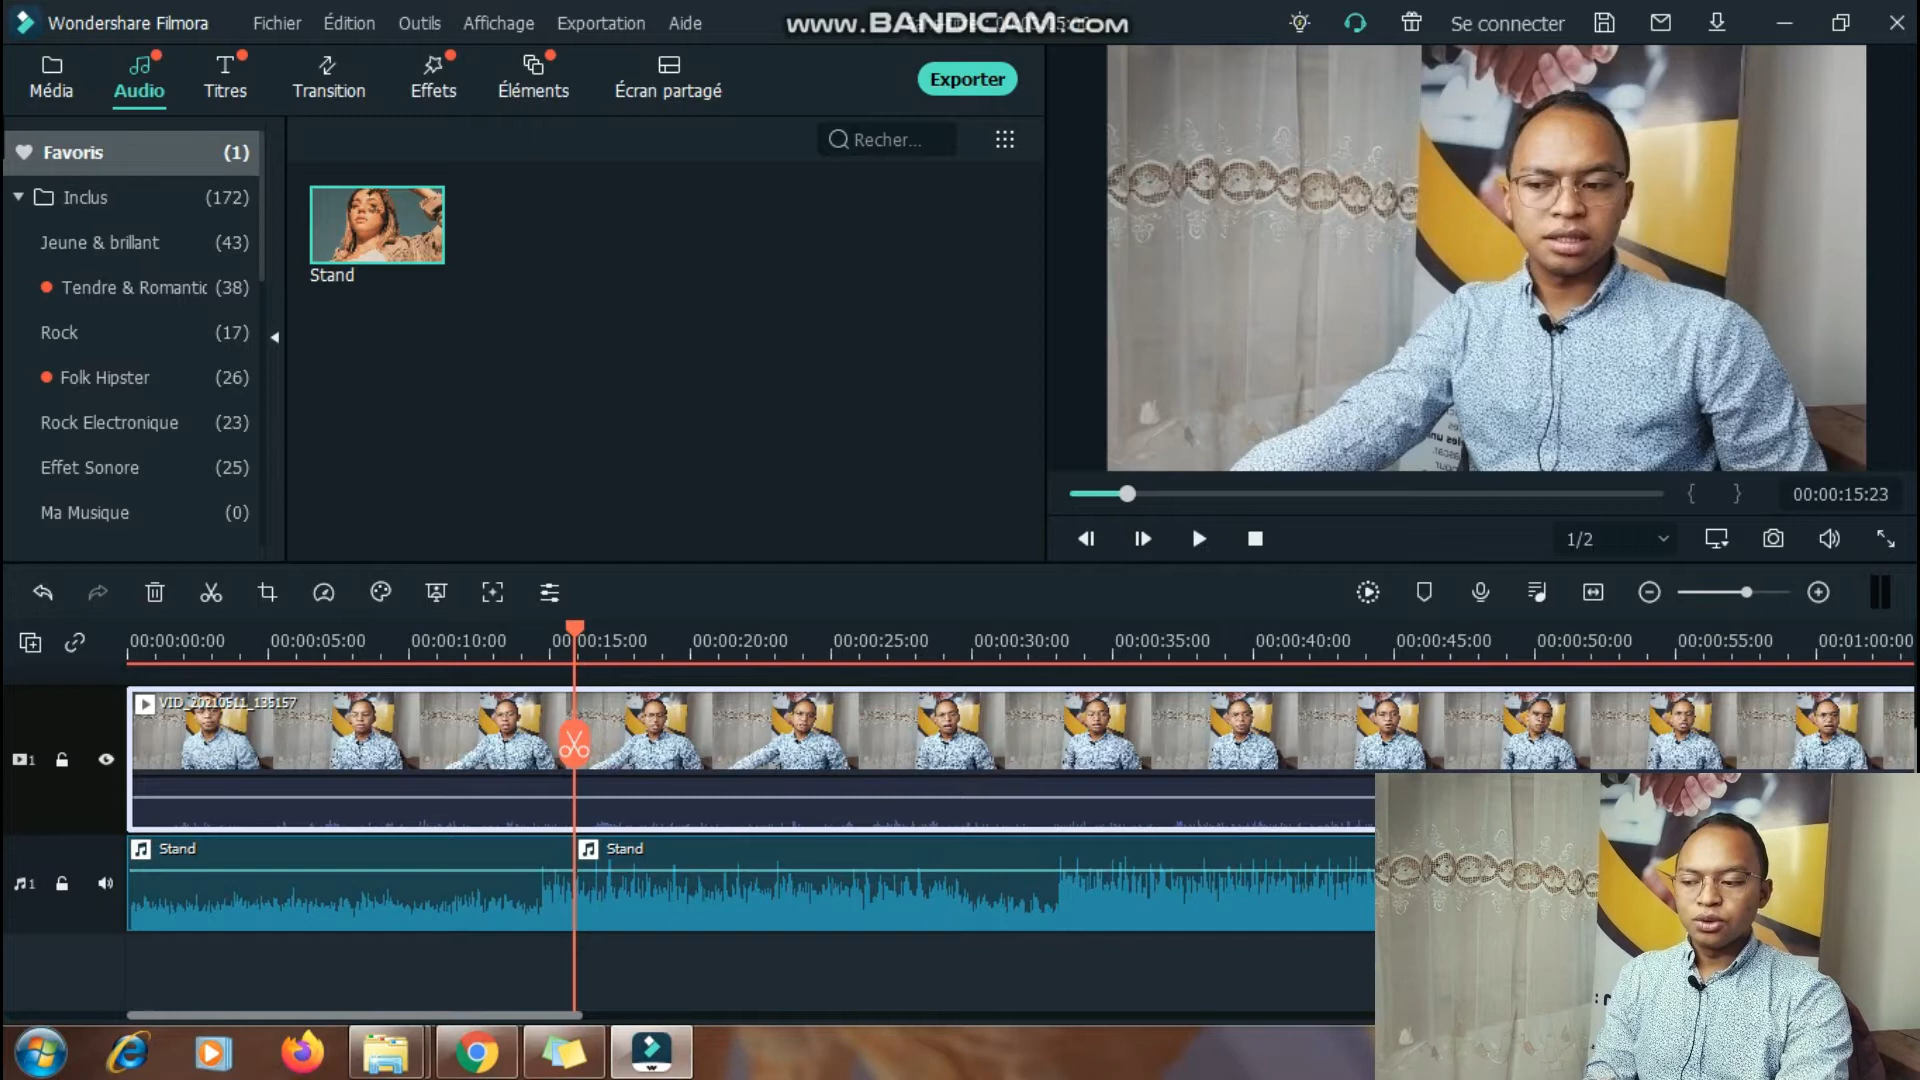 Wondershare Filmora
Fichier
Édition
Outils
Affichage
Exportation
Aide
www.BANDICAM.com
Se connecter
Média
Audio
Titres
Transition
Effets
Éléments
Écran partagé
Exporter
Favoris (1)
Recher...
Inclus (172)
Jeune & brillant (43)
Tendre & Romantic (38)
Rock (17)
Folk Hipster (26)
Rock Electronique (23)
Effet Sonore (25)
Ma Musique (0)
Stand
{ } 00:00:15:23
1/2
00:00:00:00 00:00:05:00 00:00:10:00 00:00:15:00 00:00:20:00 00:00:25:00 00:00:30:00 00:00:35:00 00:00:40:00 00:00:45:00 00:00:50:00 00:00:55:00 00:01:00:00
VID_20210511_135157
1
Stand
Stand
1